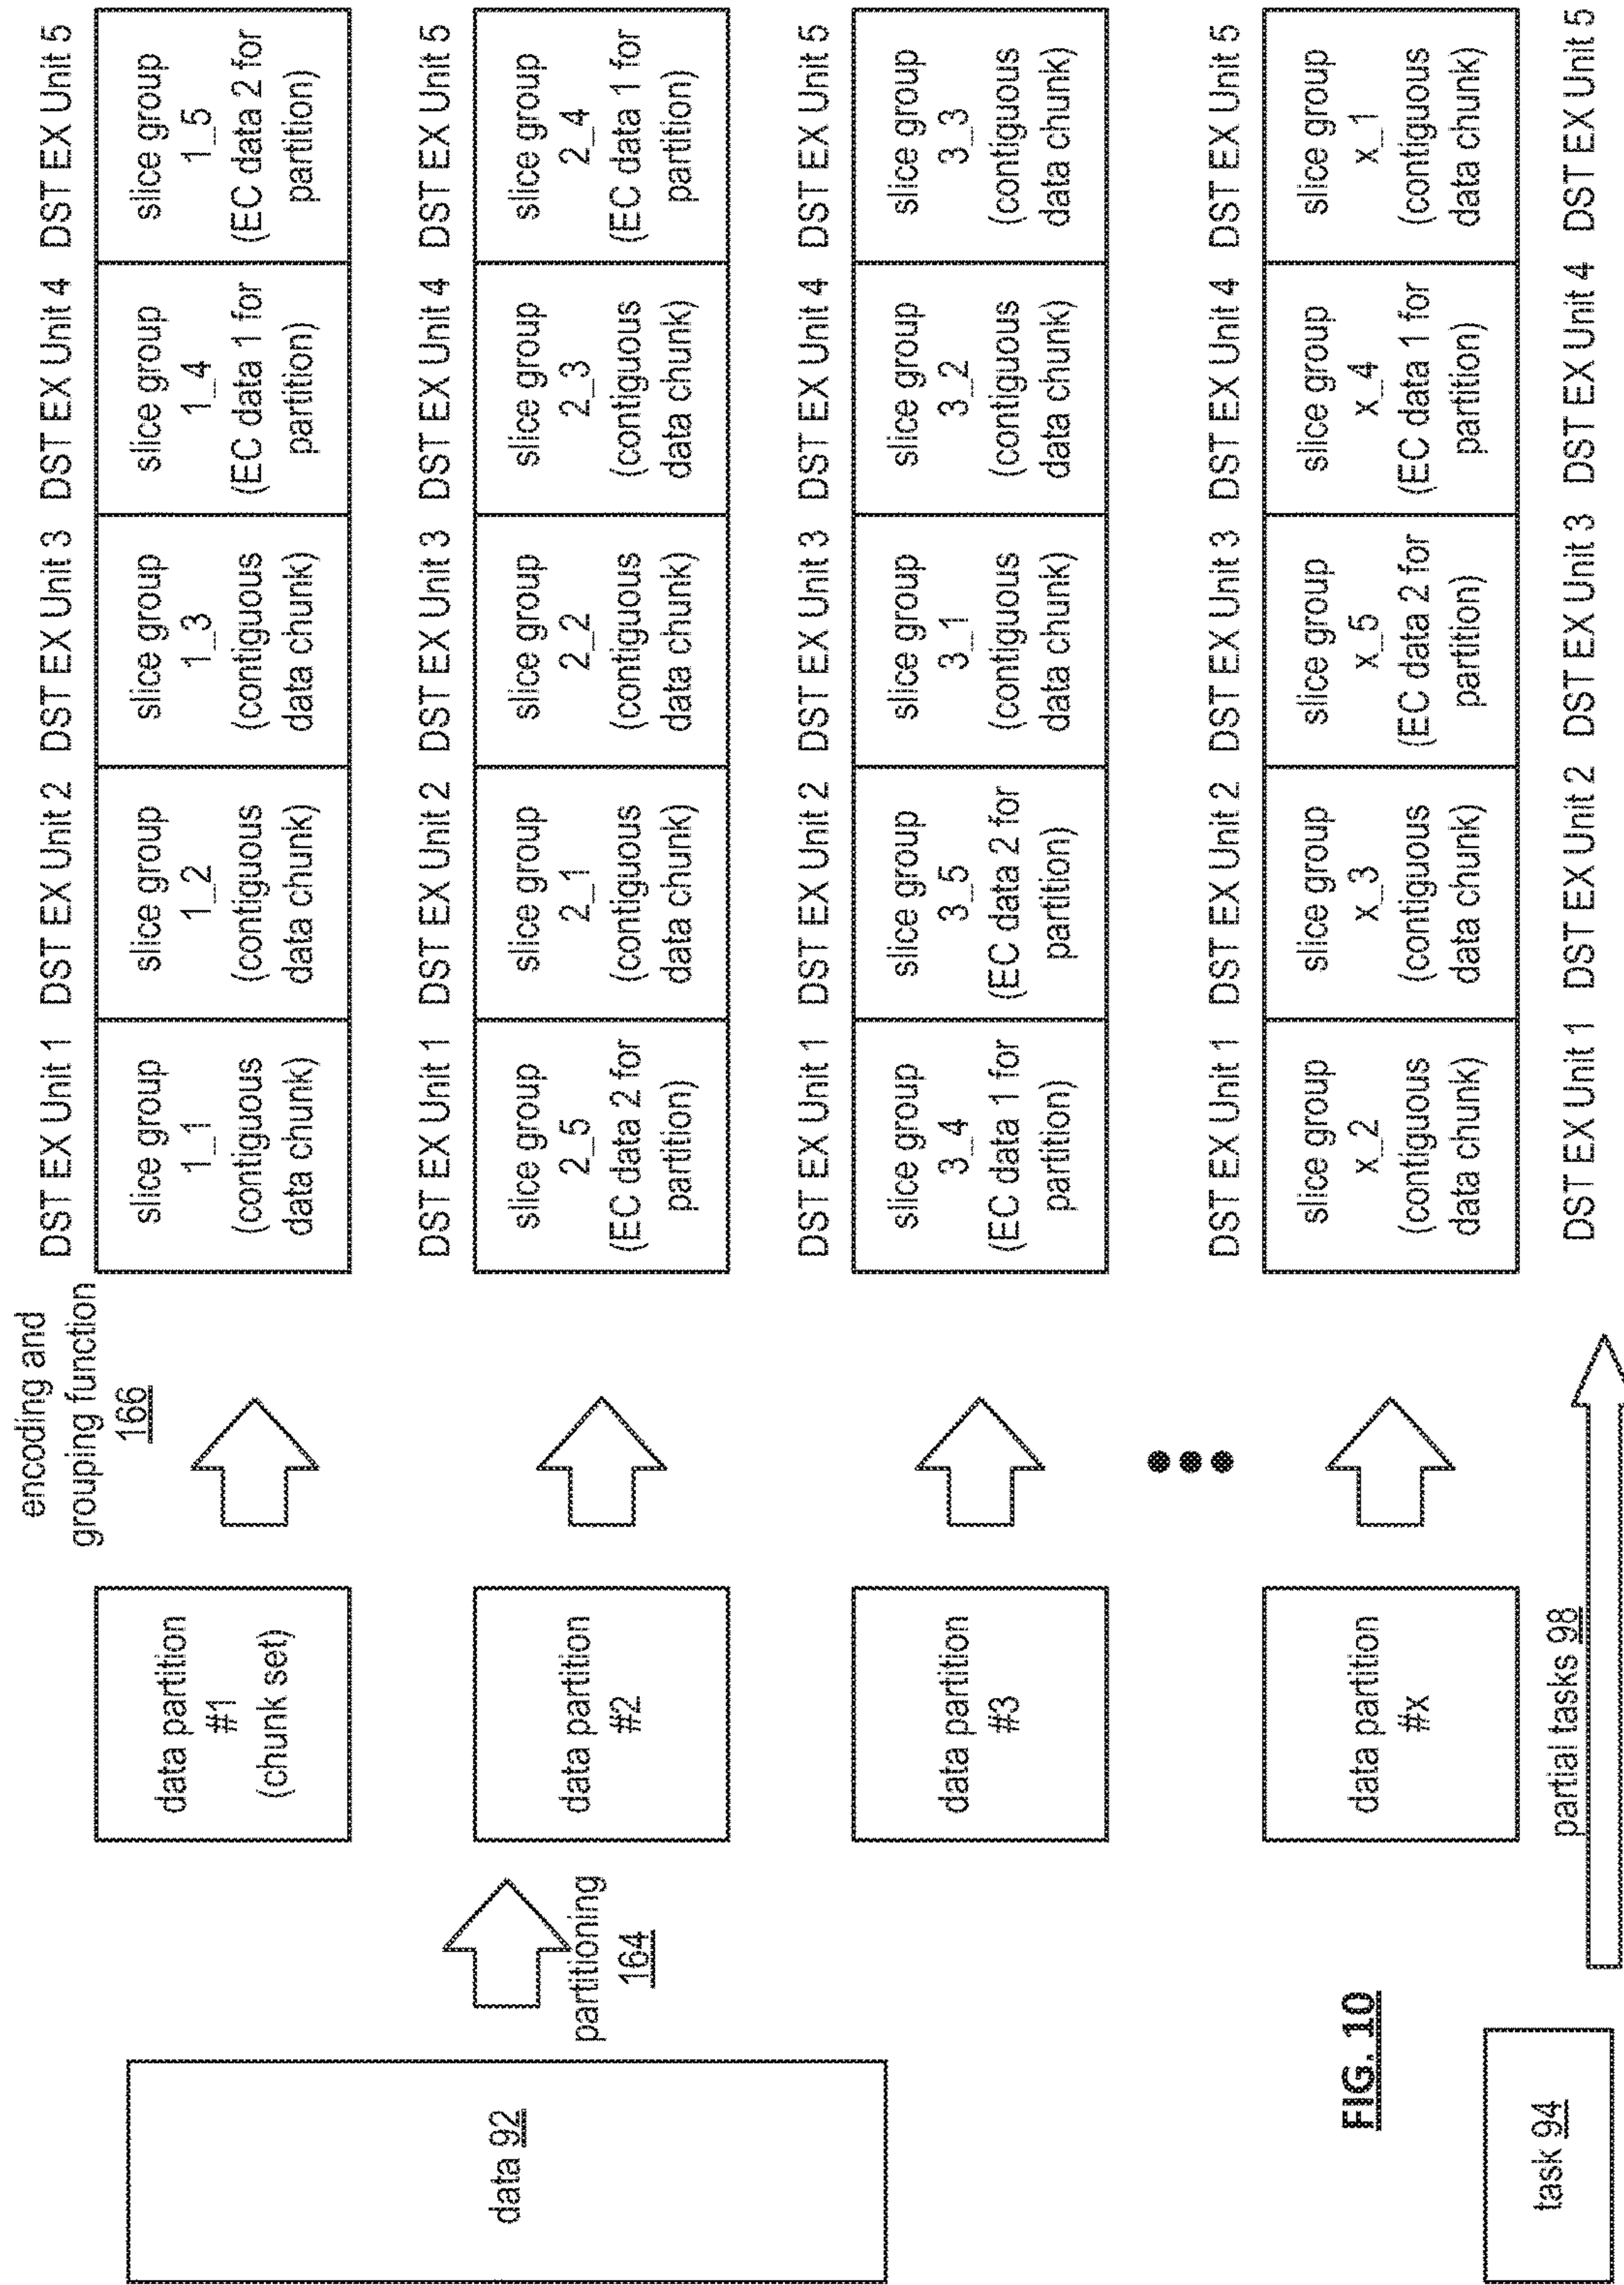 encoding and
grouping function
166
data 92
partitioning
164
data partition
#1
(chunk set)
DST EX Unit 1 DST EX Unit 2 DST EX Unit 3 DST EX Unit 4 DST EX Unit 5
slice group
1_1
(contiguous
data chunk)
slice group
1_2
(contiguous
data chunk)
slice group
1_3
(contiguous
data chunk)
slice group
1_4
(EC data 1 for
partition)
slice group
1_5
(EC data 2 for
partition)
data partition
#2
DST EX Unit 1 DST EX Unit 2 DST EX Unit 3 DST EX Unit 4 DST EX Unit 5
slice group
2_5
(EC data 2 for
partition)
slice group
2_1
(contiguous
data chunk)
slice group
2_2
(contiguous
data chunk)
slice group
2_3
(contiguous
data chunk)
slice group
2_4
(EC data 1 for
partition)
data partition
#3
DST EX Unit 1 DST EX Unit 2 DST EX Unit 3 DST EX Unit 4 DST EX Unit 5
slice group
3_4
(EC data 1 for
partition)
slice group
3_5
(EC data 2 for
partition)
slice group
3_1
(contiguous
data chunk)
slice group
3_2
(contiguous
data chunk)
slice group
3_3
(contiguous
data chunk)
data partition
#x
DST EX Unit 1 DST EX Unit 2 DST EX Unit 3 DST EX Unit 4 DST EX Unit 5
slice group
x_2
(contiguous
data chunk)
slice group
x_3
(contiguous
data chunk)
slice group
x_5
(EC data 2 for
partition)
slice group
x_4
(EC data 1 for
partition)
slice group
x_1
(contiguous
data chunk)
FIG. 10
task 94
partial tasks 98
DST EX Unit 1 DST EX Unit 2 DST EX Unit 3 DST EX Unit 4 DST EX Unit 5